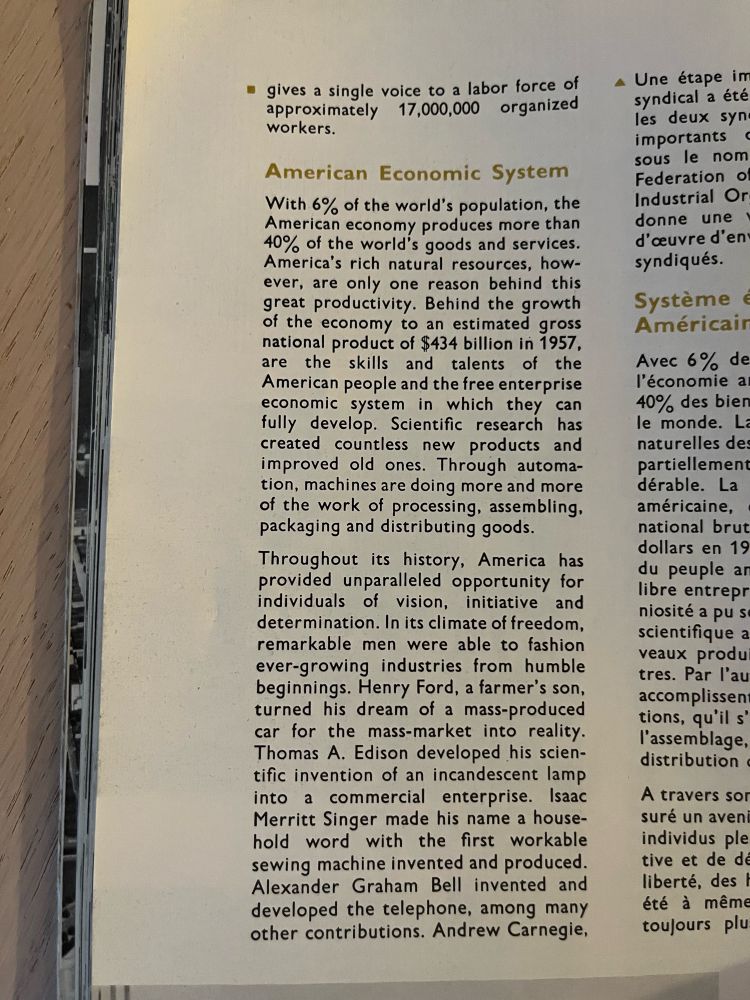 gives a single voice to a labor force of
approximately 17,000,000 organized
workers.
American Economic System
With 6% of the world's population, the
American economy produces more than
40% of the world's goods and services.
America's rich natural resources, how-
ever, are only one reason behind this
great productivity. Behind the growth
of the economy to an estimated gross
national product of $434 billion in 1957,
are the skills and talents of the
American people and the free enterprise
economic system in which they can
fully develop. Scientific research has
created countless new products and
improved old ones. Through automa-
tion, machines are doing more and more
of the work of processing, assembling,
packaging and distributing goods.
Throughout its history, America has
provided unparalleled opportunity for
individuals of vision, initiative and
determination. In its climate of freedom,
remarkable men were able to fashion
ever-growing industries from humble
beginnings. Henry Ford, a farmer's son,
turned his dream of a mass-produced
car for the mass-market into reality.
Thomas A. Edison developed his scien-
tific invention of an incandescent lamp
into a commercial enterprise. Isaac
Merritt Singer made his name a house-
hold word with the first workable
sewing machine invented and produced.
Alexander Graham Bell invented and
developed the telephone, among many
other contributions. Andrew Carnegie,
Une étape im
syndical a été
les deux syn
importants
sous le nom
Federation of
Industrial Or
donne une
d'œuvre d'env
syndiqués.
Système é
Américain
Avec 6% de
l'économie a
40% des bien
le monde. La
naturelles des
partiellement
dérable. La
américaine,
national brut
dollars en 19
du peuple am
libre entrepr
niosité a pu s
scientifique a
veaux produi
tres. Par l'au
accomplissent
tions, qu'il s'
l'assemblage,
distribution
A travers son
suré un aveni
individus ple
tive et de dé
liberté, des h
été à même
toujours plu